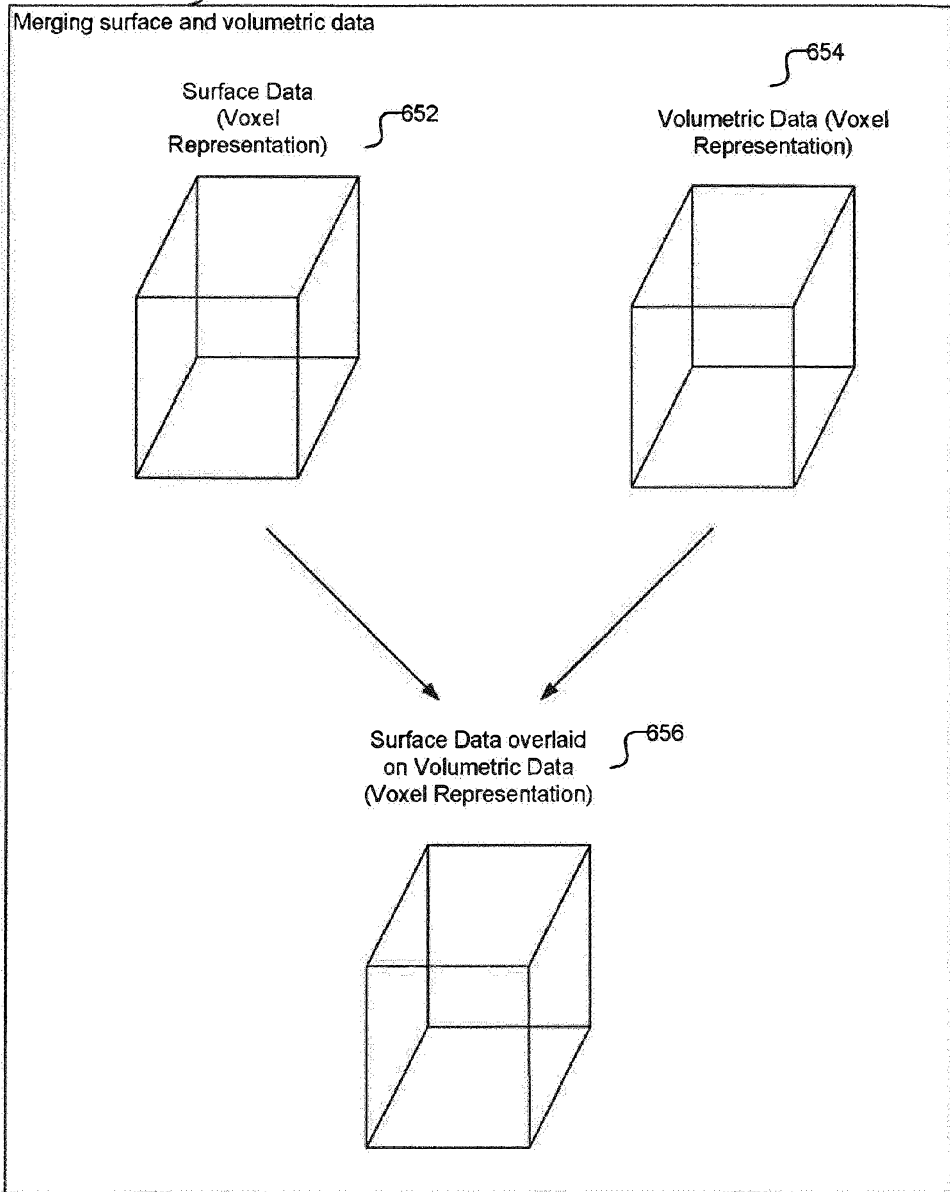 Merging surface and volumetric data
Surface Data
(Voxel
Representation)
652
654
Volumetric Data (Voxel
Representation)
Surface Data overlaid
on Volumetric Data
(Voxel Representation)
656